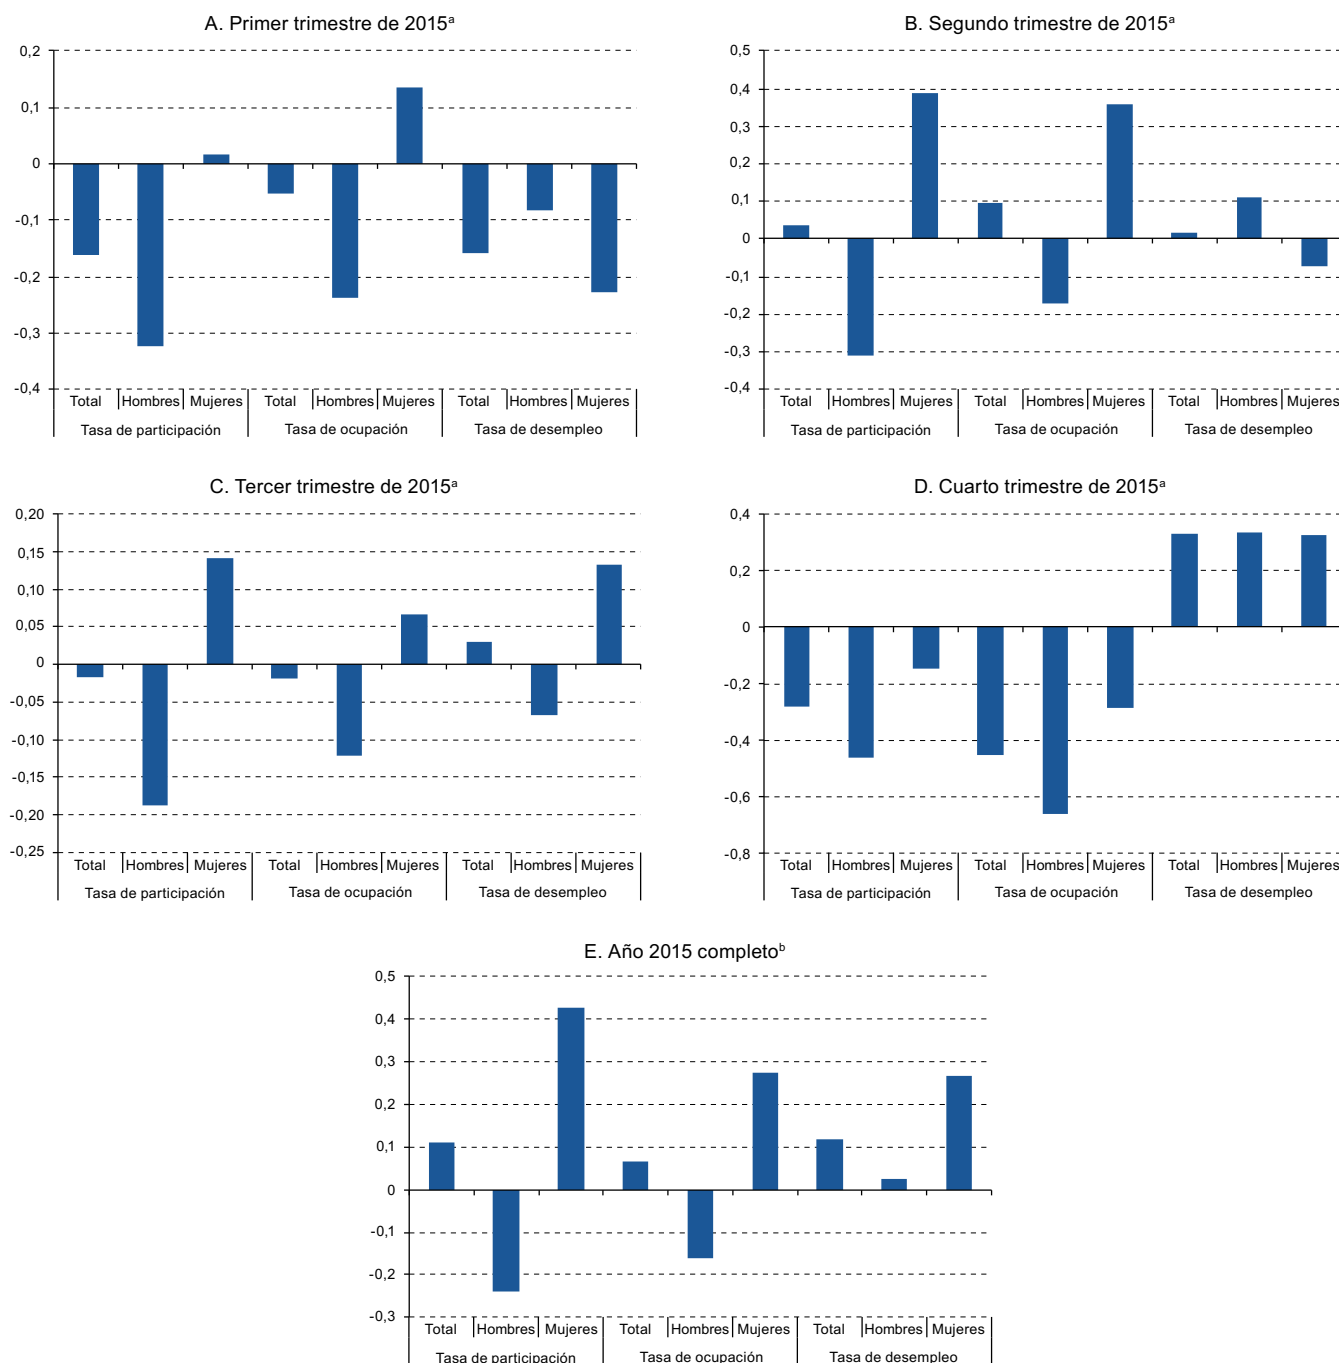 A. Primer trimestre de 2015ª
0,2
0,1
0
-0,1
-0,2
-0,3
-0,4
Total Hombres Mujeres Total Hombres Mujeres Total Hombres Mujeres
Tasa de participación Tasa de ocupación Tasa de desempleo
B. Segundo trimestre de 2015ª
0,5
0,4
0,3
0,2
0,1
0
-0,1
-0,2
-0,3
-0,4
Total Hombres Mujeres Total Hombres Mujeres Total Hombres Mujeres
Tasa de participación Tasa de ocupación Tasa de desempleo
C. Tercer trimestre de 2015ª
0,20
0,15
0,10
0,05
0
-0,05
-0,10
-0,15
-0,20
-0,25
Total Hombres Mujeres Total Hombres Mujeres Total Hombres Mujeres
Tasa de participación Tasa de ocupación Tasa de desempleo
D. Cuarto trimestre de 2015ª
0,4
0,2
0
-0,2
-0,4
-0,6
-0,8
Total Hombres Mujeres Total Hombres Mujeres Total Hombres Mujeres
Tasa de participación Tasa de ocupación Tasa de desempleo
E. Año 2015 completoᵇ
0,5
0,4
0,3
0,2
0,1
0
-0,1
-0,2
-0,3
Total Hombres Mujeres Total Hombres Mujeres Total Hombres Mujeres
Tasa de participación Tasa de ocupación Tasa de desempleo